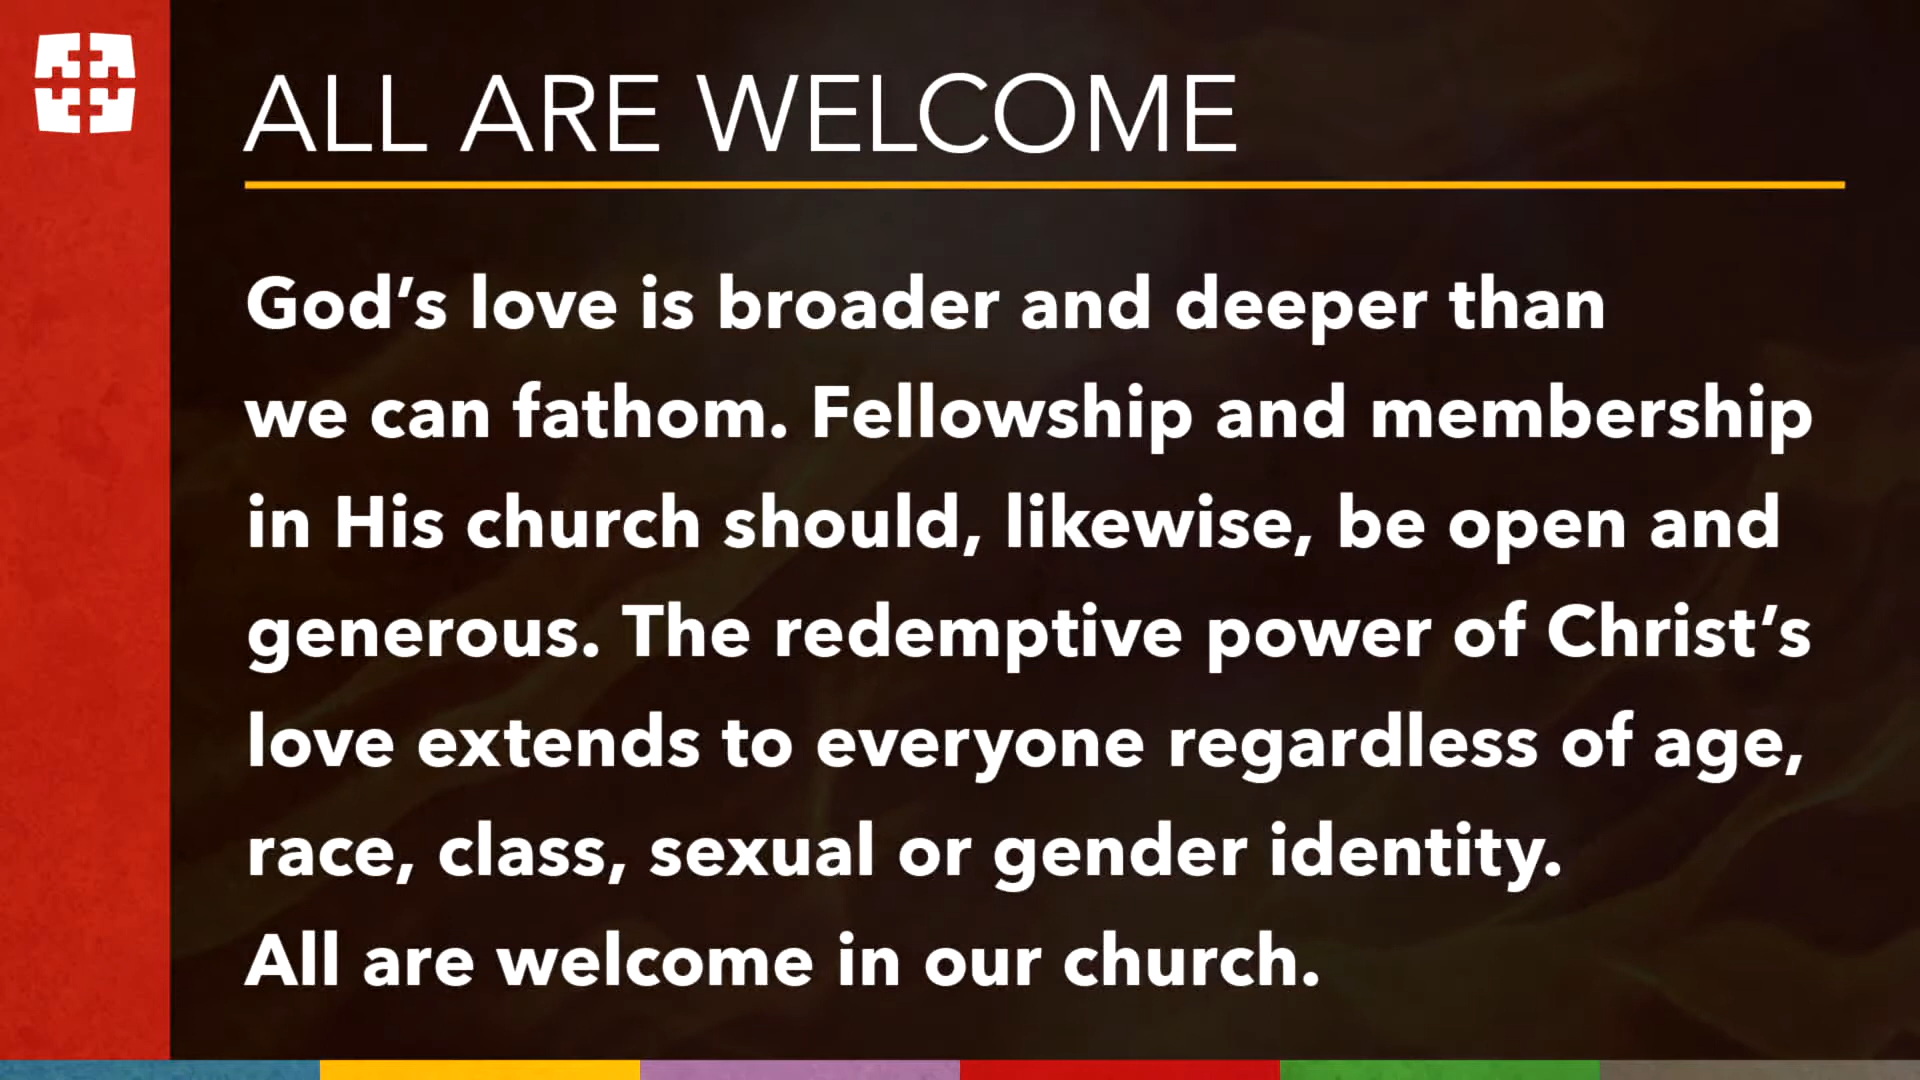 ALL ARE WELCOME
God’s love is broader and deeper than
we can fathom. Fellowship and membership
in His church should, likewise, be open and
generous. The redemptive power of Christ’s
love extends to everyone regardless of age,
race, class, sexual or gender identity.
All are welcome in our church.